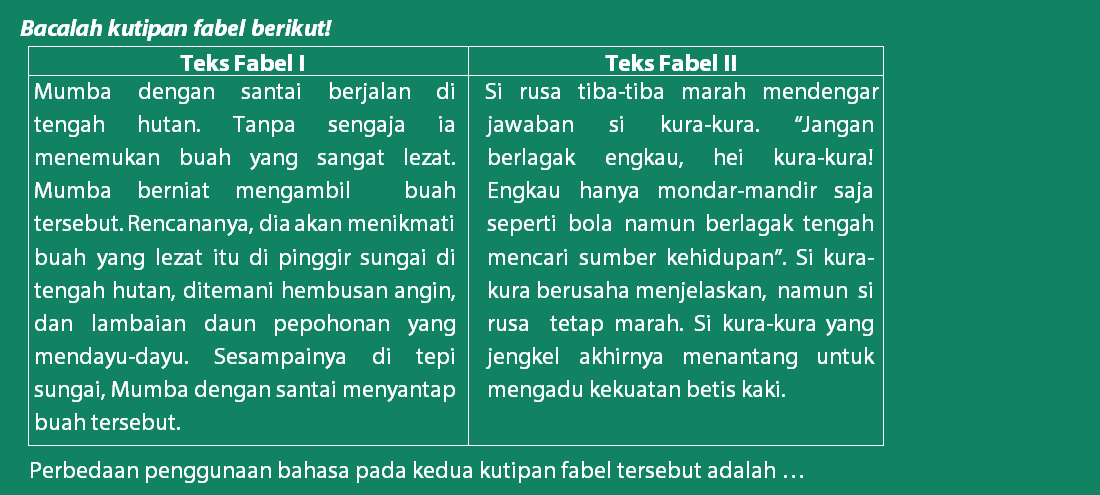 Bacalah kutipan fabel berikut!
Teks Fabel I
Mumba dengan santai berjalan di
tengah hutan. Tanpa sengaja ia
menemukan buah yang sangat lezat.
Mumba berniat mengambil buah
tersebut. Rencananya, dia akan menikmati
buah yang lezat itu di pinggir sungai di
tengah hutan, ditemani hembusan angin,
dan lambaian daun pepohonan yang
mendayu-dayu. Sesampainya di tepi
sungai, Mumba dengan santai menyantap
buah tersebut.
Teks Fabel II
Si rusa tiba-tiba marah mendengar
jawaban si kura-kura. “Jangan
berlagak engkau, hei kura-kura!
Engkau hanya mondar-mandir saja
seperti bola namun berlagak tengah
mencari sumber kehidupan”. Si kura-
kura berusaha menjelaskan, namun si
rusa tetap marah. Si kura-kura yang
jengkel akhirnya menantang untuk
mengadu kekuatan betis kaki.
Perbedaan penggunaan bahasa pada kedua kutipan fabel tersebut adalah ...